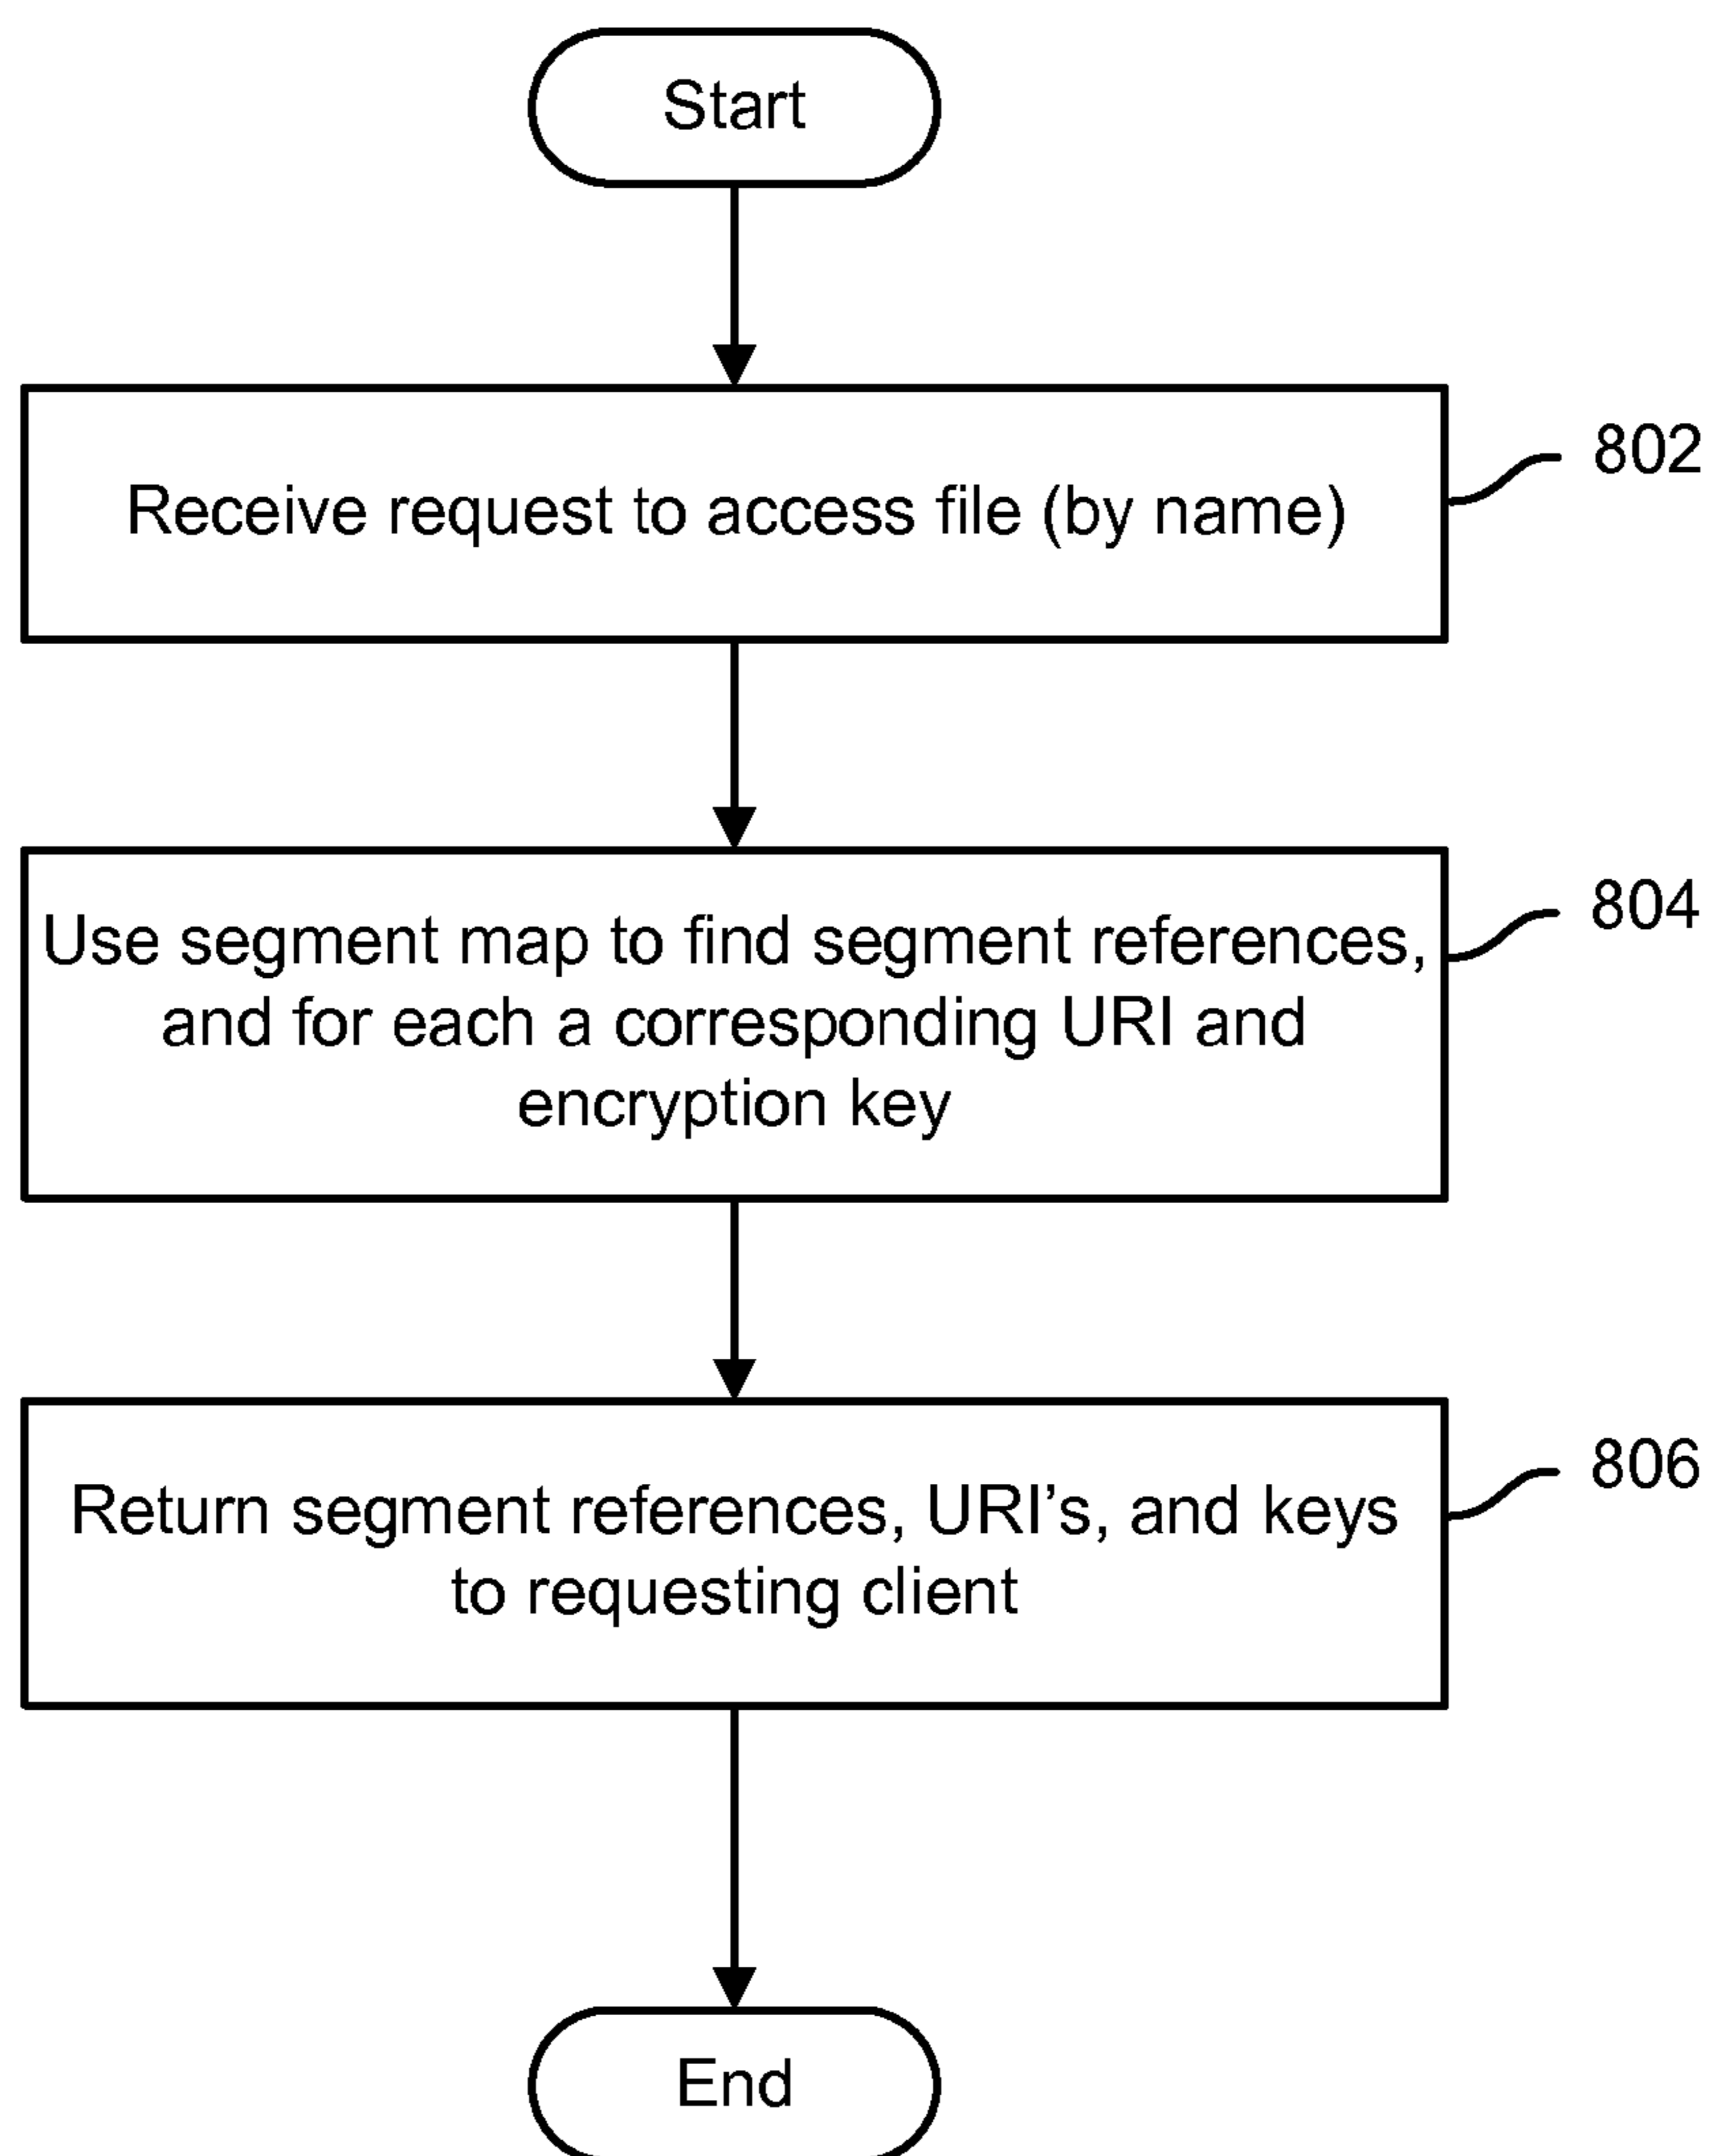 Start
Receive request to access file (by name)
802
Use segment map to find segment references,
and for each a corresponding URI and
encryption key
804
Return segment references, URI’s, and keys
to requesting client
806
End